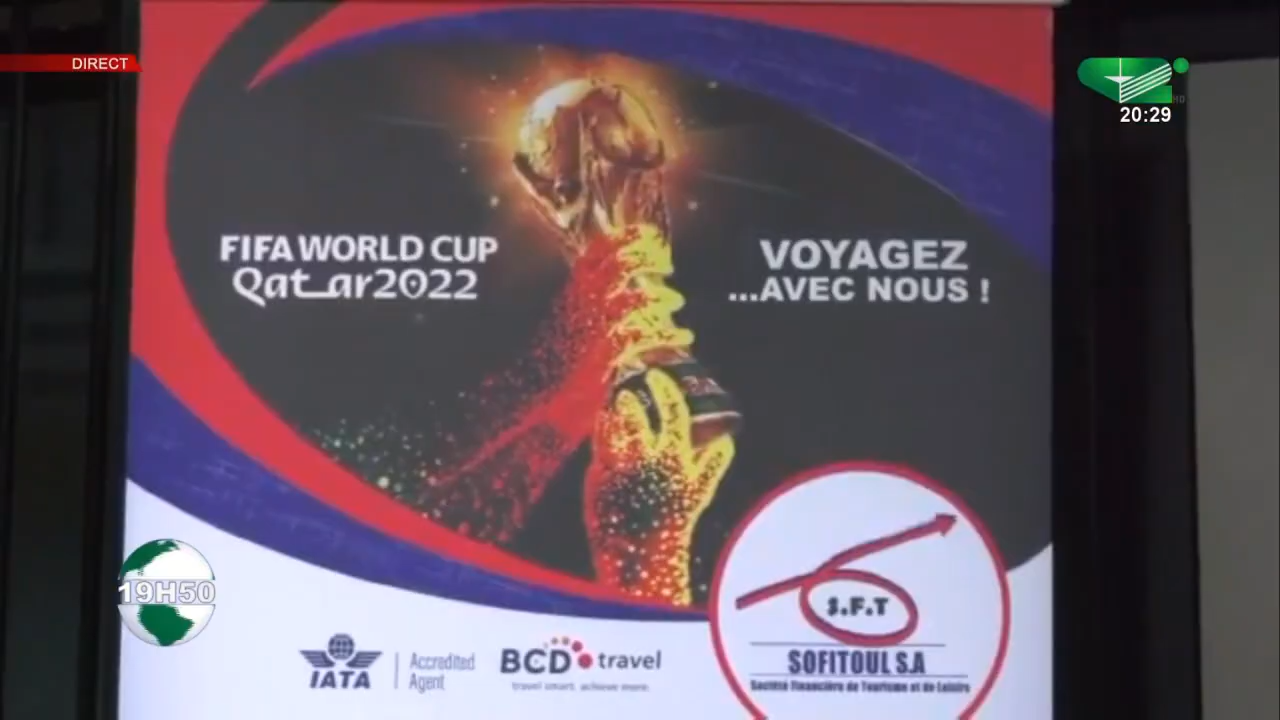 DIRECT
HD
20:29
FIFA WORLD CUP
Qatar2022
VOYAGEZ
...AVEC NOUS !
19H50
S.F.T
SOFITOUL S.A
Société Financière de Tourisme et de Loisirs
IATA
Accredited
Agent
BCD travel
travel smart. achieve more.